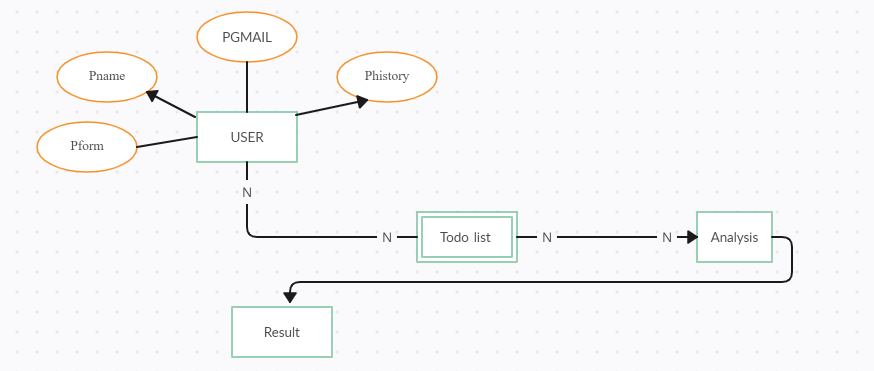 PGMAIL
Pname
Phistory
USER
Pform
N
N
Todo list
N
N
Analysis
Result